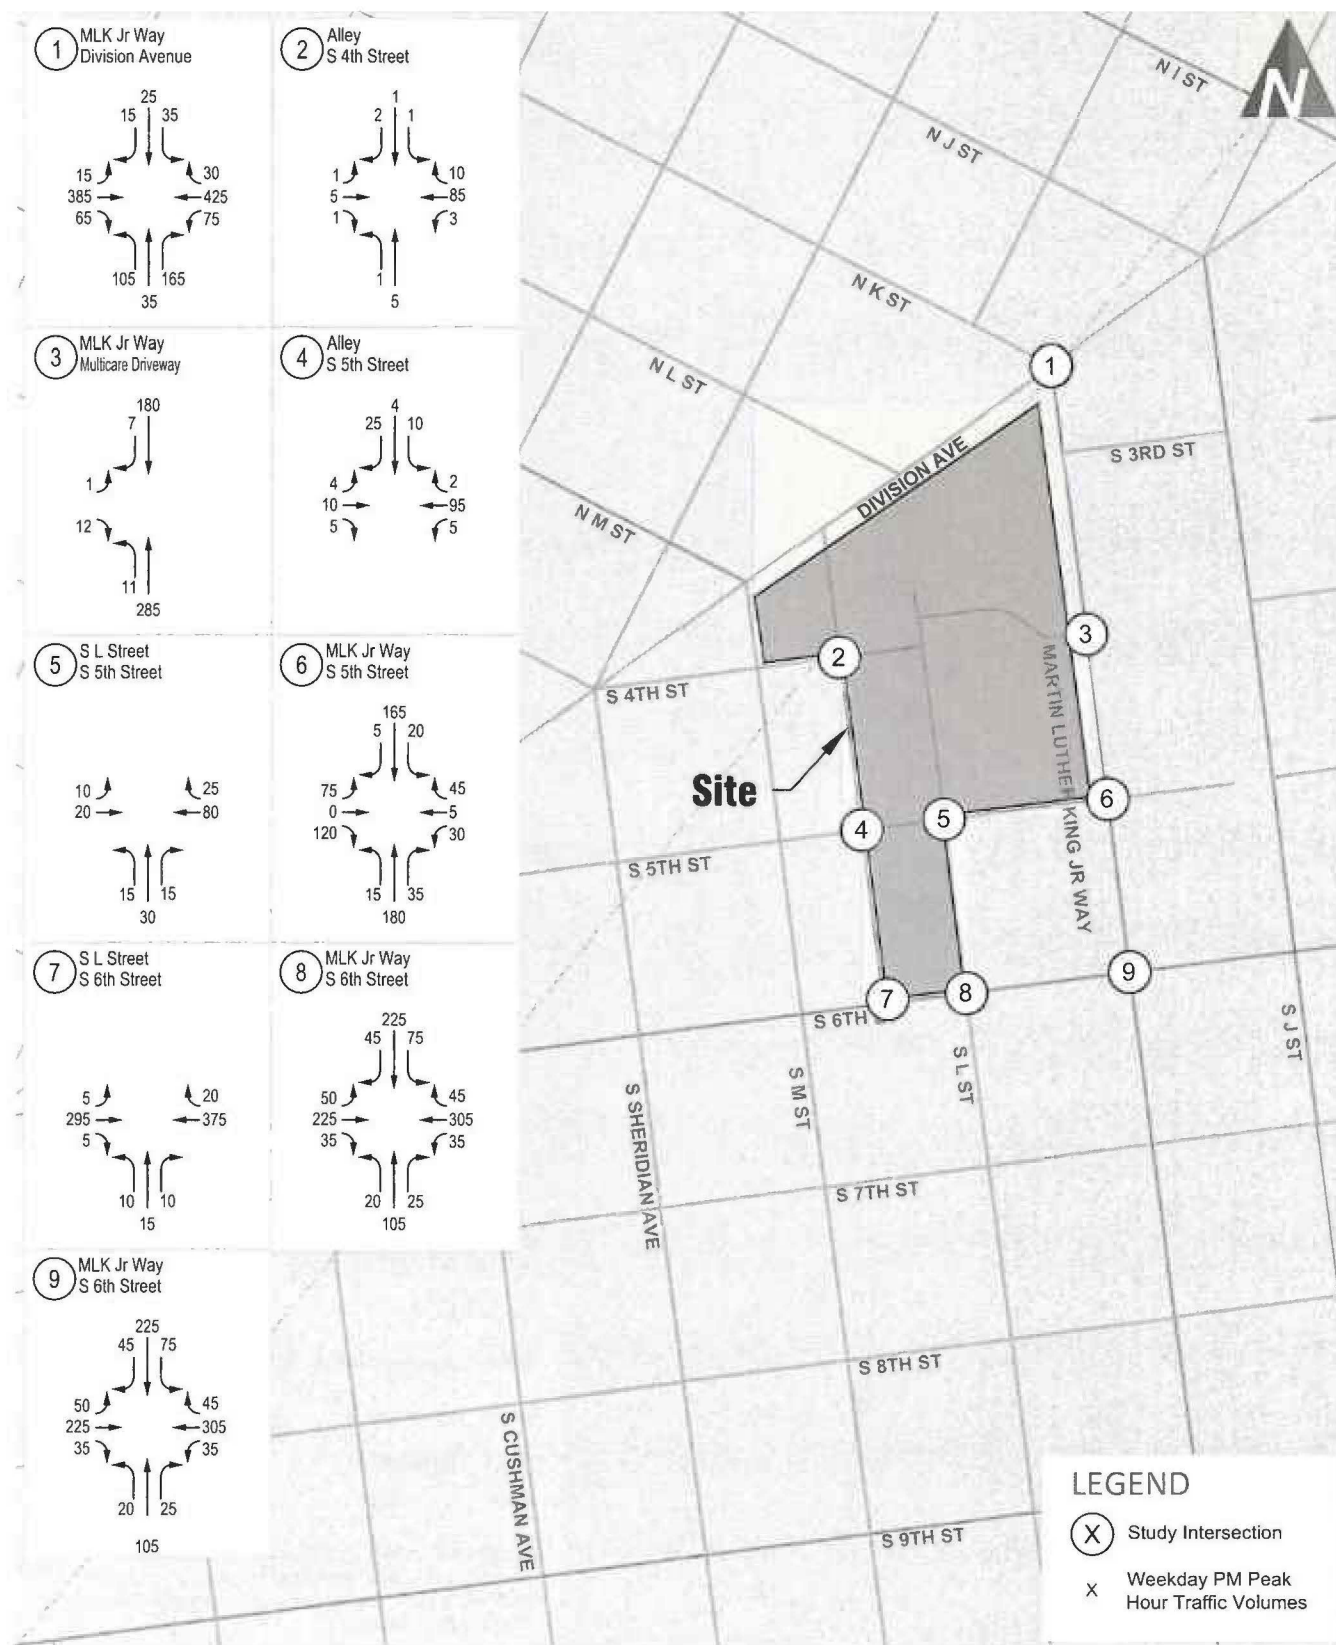 1
MLK Jr Way
Division Avenue
25
15
35
15
30
385
425
65
75
105
165
35
2
Alley
S 4th Street
1
2
1
1
10
5
85
1
3
1
5
3
MLK Jr Way
Multicare Driveway
180
7
1
12
11
285
4
Alley
S 5th Street
4
25
10
4
2
10
95
5
5
5
S L Street
S 5th Street
10
25
20
80
15
15
30
6
MLK Jr Way
S 5th Street
165
5
20
75
45
0
5
120
30
15
35
180
7
S L Street
S 6th Street
5
20
295
375
5
10
10
15
8
MLK Jr Way
S 6th Street
225
45
75
50
45
225
305
35
35
20
25
105
9
MLK Jr Way
S 6th Street
225
45
75
50
45
225
305
35
35
20
25
105
N
N I ST
N J ST
N K ST
N L ST
N M ST
DIVISION AVE
S 3RD ST
1
2
3
4
5
6
7
8
9
S 4TH ST
MARTIN LUTHER KING JR WAY
Site
S 5TH ST
S 6TH
S J ST
S L ST
S M ST
S SHERIDIAN AVE
S 7TH ST
S 8TH ST
S CUSHMAN AVE
S 9TH ST
LEGEND
X Study Intersection
X Weekday PM Peak
Hour Traffic Volumes